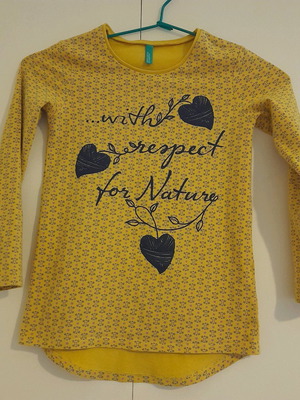 ...with
respect
for Nature